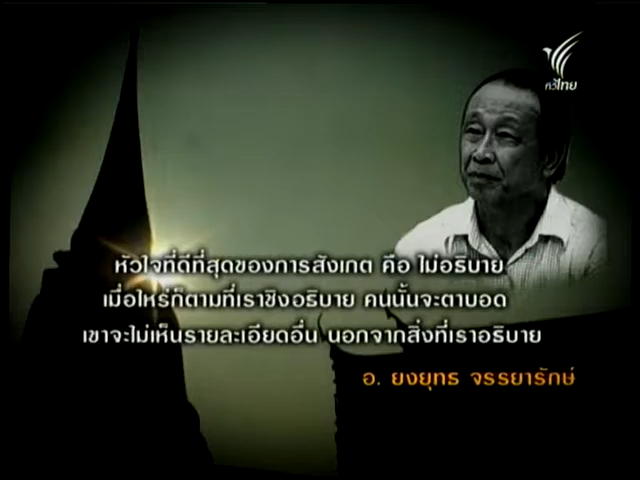 ทีวีไทย
หัวใจที่ดีที่สุดของการสังเกต คือ ไม่อธิบาย
เมื่อไหร่ก็ตามที่เราชิงอธิบาย คนนั้นจะตาบอด
เขาจะไม่เห็นรายละเอียดอื่น นอกจากสิ่งที่เราอธิบาย
อ. ยงยุทธ จรรยารักษ์